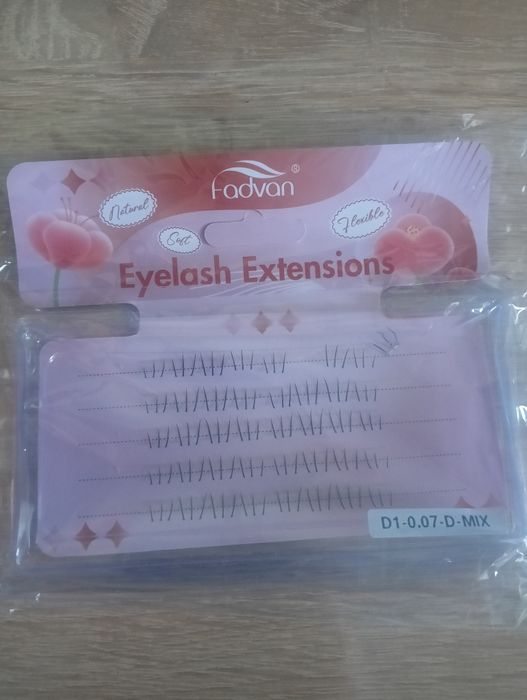 Fadvan®
Natural
Soft
Flexible
Eyelash Extensions
D1-0.07-D-MIX